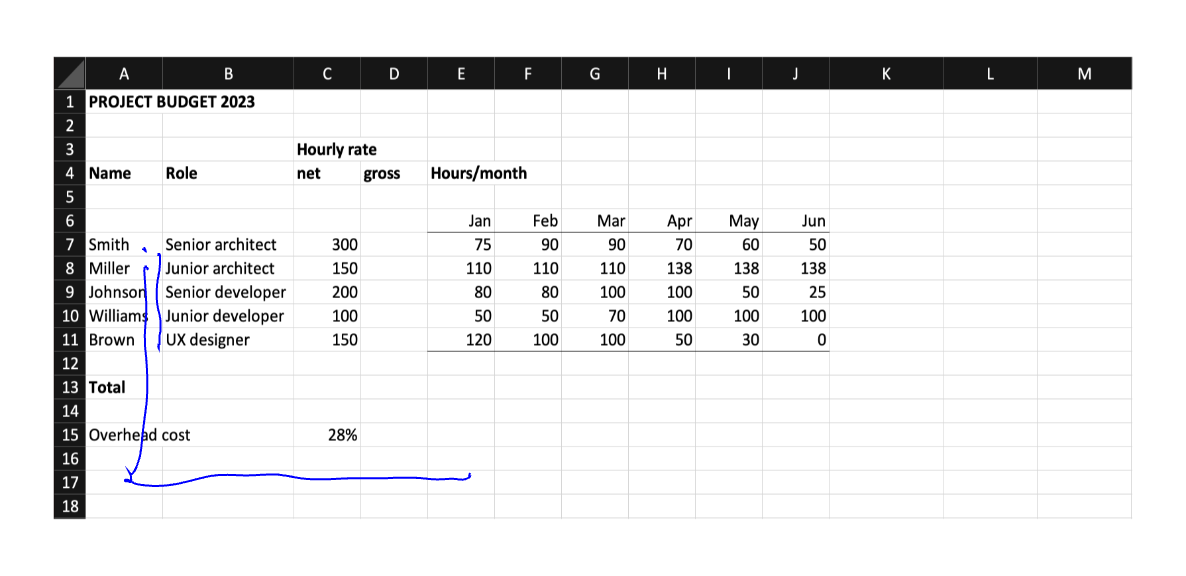 A B C D E F G H I J K L M
1 PROJECT BUDGET 2023
2
3 Hourly rate
4 Name Role net gross Hours/month
5
6 Jan Feb Mar Apr May Jun
7 Smith Senior architect 300 75 90 90 70 60 50
8 Miller Junior architect 150 110 110 110 138 138 138
9 Johnson Senior developer 200 80 80 100 100 50 25
10 Williams Junior developer 100 50 50 70 100 100 100
11 Brown UX designer 150 120 100 100 50 30 0
12
13 Total
14
15 Overhead cost 28%
16
17
18